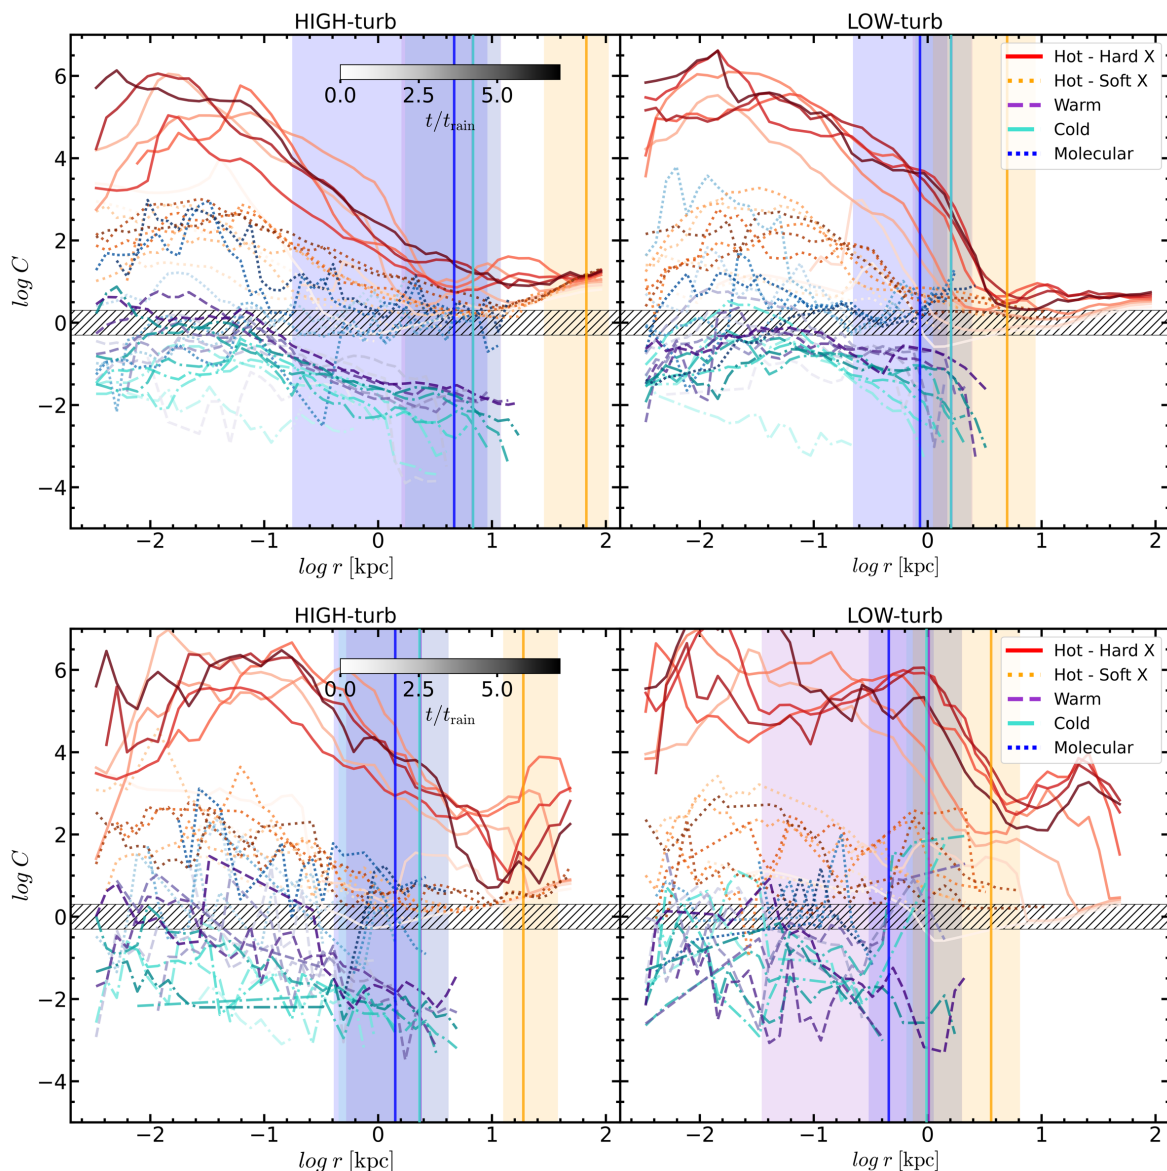 HIGH-turb
LOW-turb
6
4
2
0
−2
−4
log C
0.0 2.5 5.0
t/t_rain
Hot - Hard X
Hot - Soft X
Warm
Cold
Molecular
−2 −1 0 1 2
−2 −1 0 1 2
log r [kpc]
log r [kpc]
HIGH-turb
LOW-turb
6
4
2
0
−2
−4
log C
0.0 2.5 5.0
t/t_rain
Hot - Hard X
Hot - Soft X
Warm
Cold
Molecular
−2 −1 0 1 2
−2 −1 0 1 2
log r [kpc]
log r [kpc]